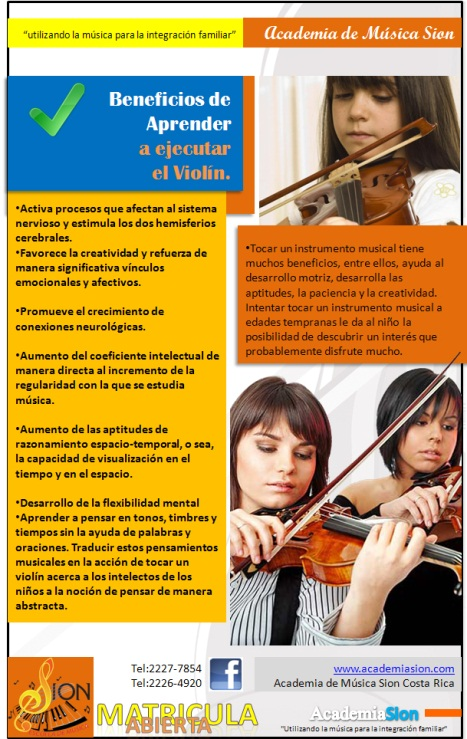 “utilizando la música para la integración familiar”
Academia de Música Sion
Beneficios de
Aprender
a ejecutar
el Violín.
•Activa procesos que afectan al sistema
nervioso y estimula los dos hemisferios
cerebrales.
•Favorece la creatividad y refuerza de
manera significativa vínculos
emocionales y afectivos.
•Promueve el crecimiento de
conexiones neurológicas.
•Aumento del coeficiente intelectual de
manera directa al incremento de la
regularidad con la que se estudia
música.
•Aumento de las aptitudes de
razonamiento espacio-temporal, o sea,
la capacidad de visualización en el
tiempo y en el espacio.
•Desarrollo de la flexibilidad mental
•Aprender a pensar en tonos, timbres y
tiempos sin la ayuda de palabras y
oraciones. Traducir estos pensamientos
musicales en la acción de tocar un
violín acerca a los intelectos de los
niños a la noción de pensar de manera
abstracta.
•Tocar un instrumento musical tiene
muchos beneficios, entre ellos, ayuda al
desarrollo motriz, desarrolla las
aptitudes, la paciencia y la creatividad.
Intentar tocar un instrumento musical a
edades tempranas le da al niño la
posibilidad de descubrir un interés que
probablemente disfrute mucho.
SION
Tel:2227-7854
Tel:2226-4920
f
www.academiasion.com
Academia de Música Sion Costa Rica
MATRICULA
ABIERTA
AcademiaSion
"Utilizando la música para la integración familiar"